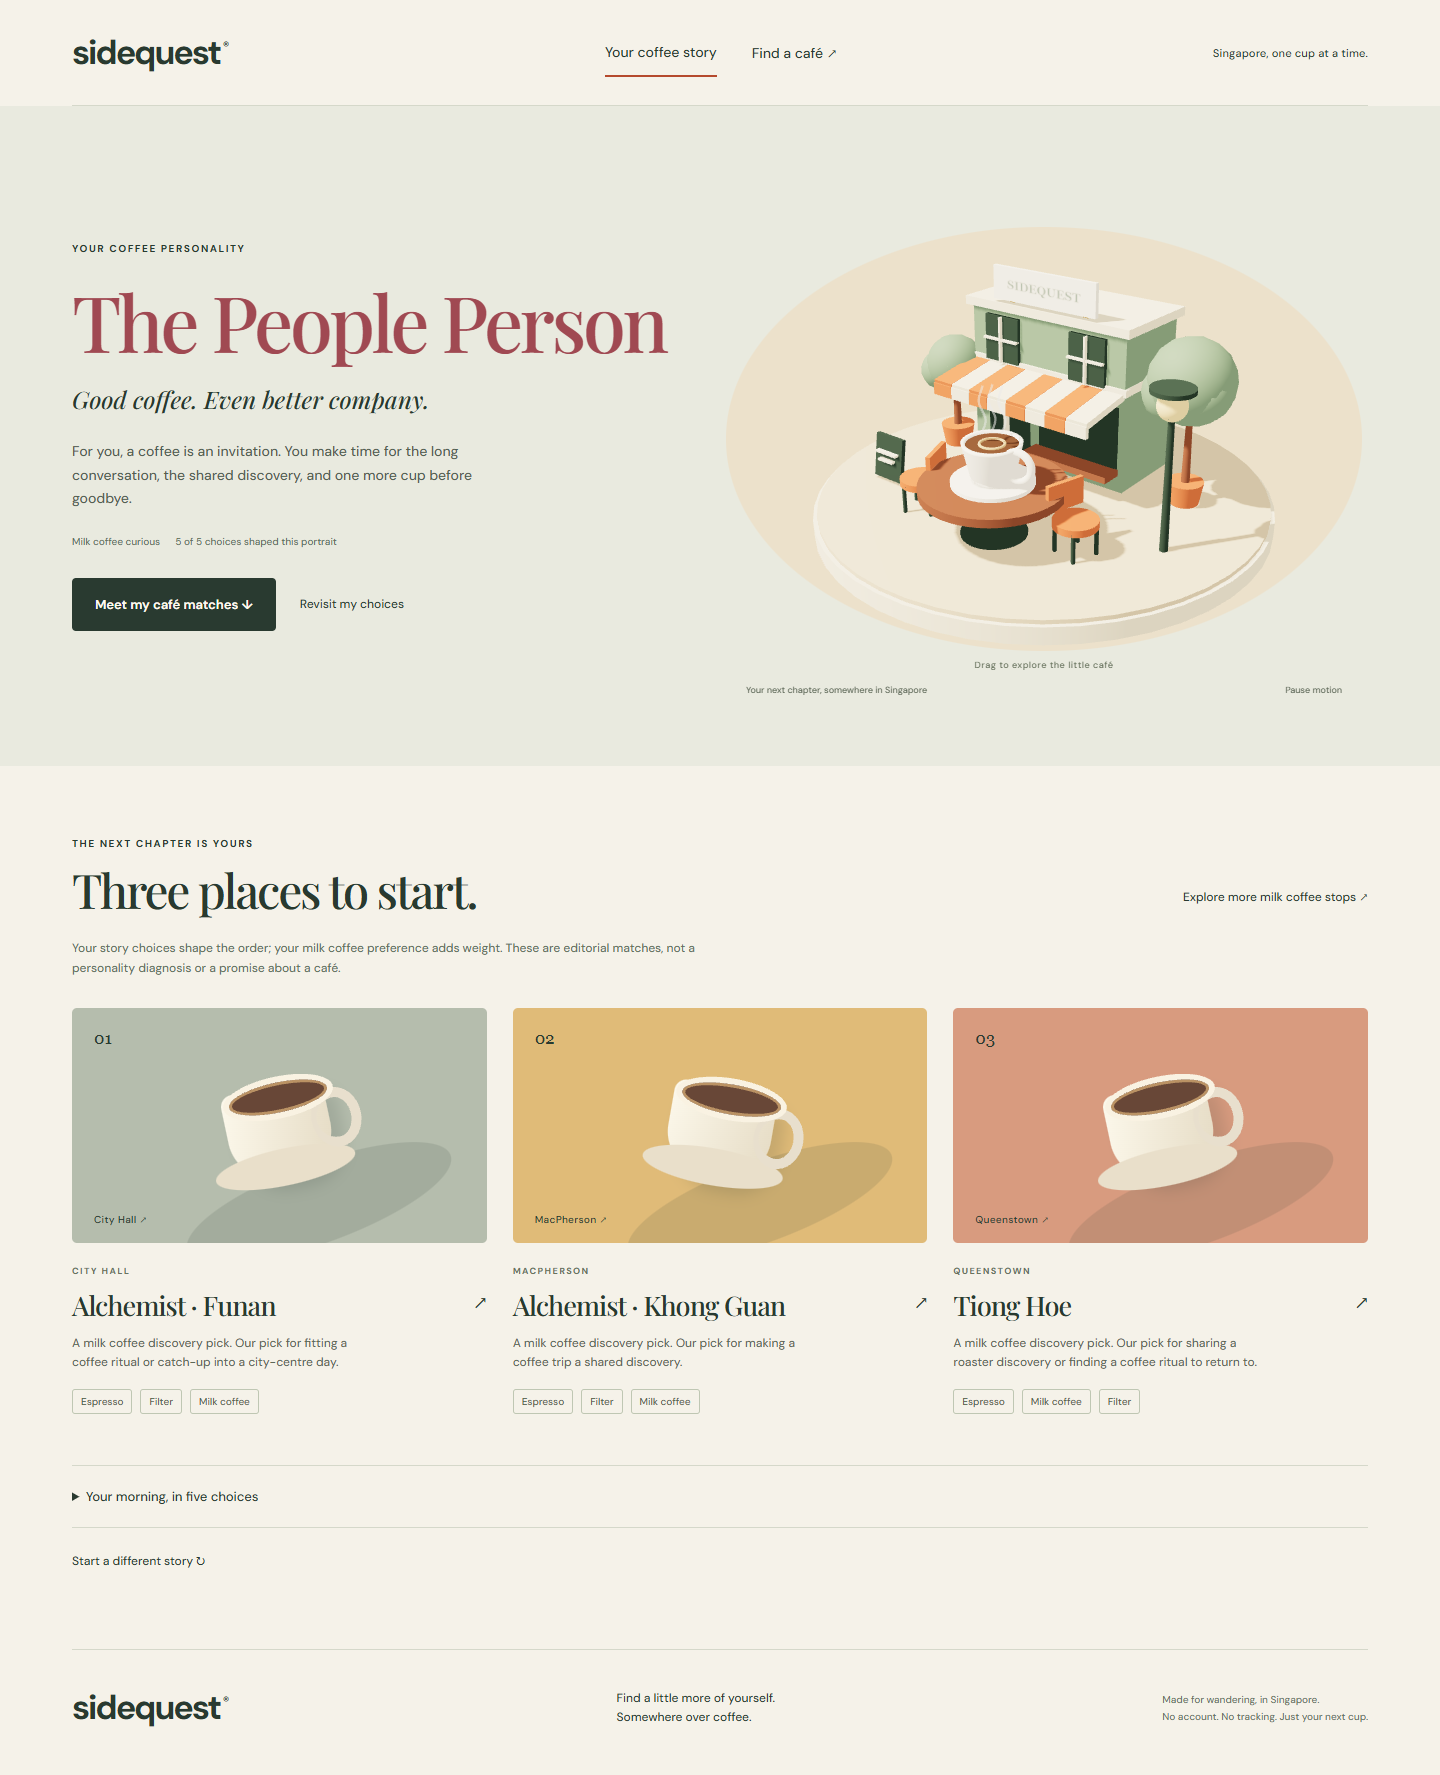 sidequest®
Your coffee story
Find a café ↗
Singapore, one cup at a time.
YOUR COFFEE PERSONALITY
The People Person
Good coffee. Even better company.
For you, a coffee is an invitation. You make time for the long
conversation, the shared discovery, and one more cup before
goodbye.
Milk coffee curious
5 of 5 choices shaped this portrait
Meet my café matches ↓
Revisit my choices
SIDEQUEST
Drag to explore the little café
Your next chapter, somewhere in Singapore
Pause motion
THE NEXT CHAPTER IS YOURS
Three places to start.
Explore more milk coffee stops ↗
Your story choices shape the order; your milk coffee preference adds weight. These are editorial matches, not a
personality diagnosis or a promise about a café.
01
City Hall ↗
CITY HALL
Alchemist · Funan ↗
A milk coffee discovery pick. Our pick for fitting a
coffee ritual or catch-up into a city-centre day.
Espresso
Filter
Milk coffee
02
MacPherson ↗
MACPHERSON
Alchemist · Khong Guan ↗
A milk coffee discovery pick. Our pick for making a
coffee trip a shared discovery.
Espresso
Filter
Milk coffee
03
Queenstown ↗
QUEENSTOWN
Tiong Hoe ↗
A milk coffee discovery pick. Our pick for sharing a
roaster discovery or finding a coffee ritual to return to.
Espresso
Milk coffee
Filter
▶ Your morning, in five choices
Start a different story ↻
sidequest®
Find a little more of yourself.
Somewhere over coffee.
Made for wandering, in Singapore.
No account. No tracking. Just your next cup.